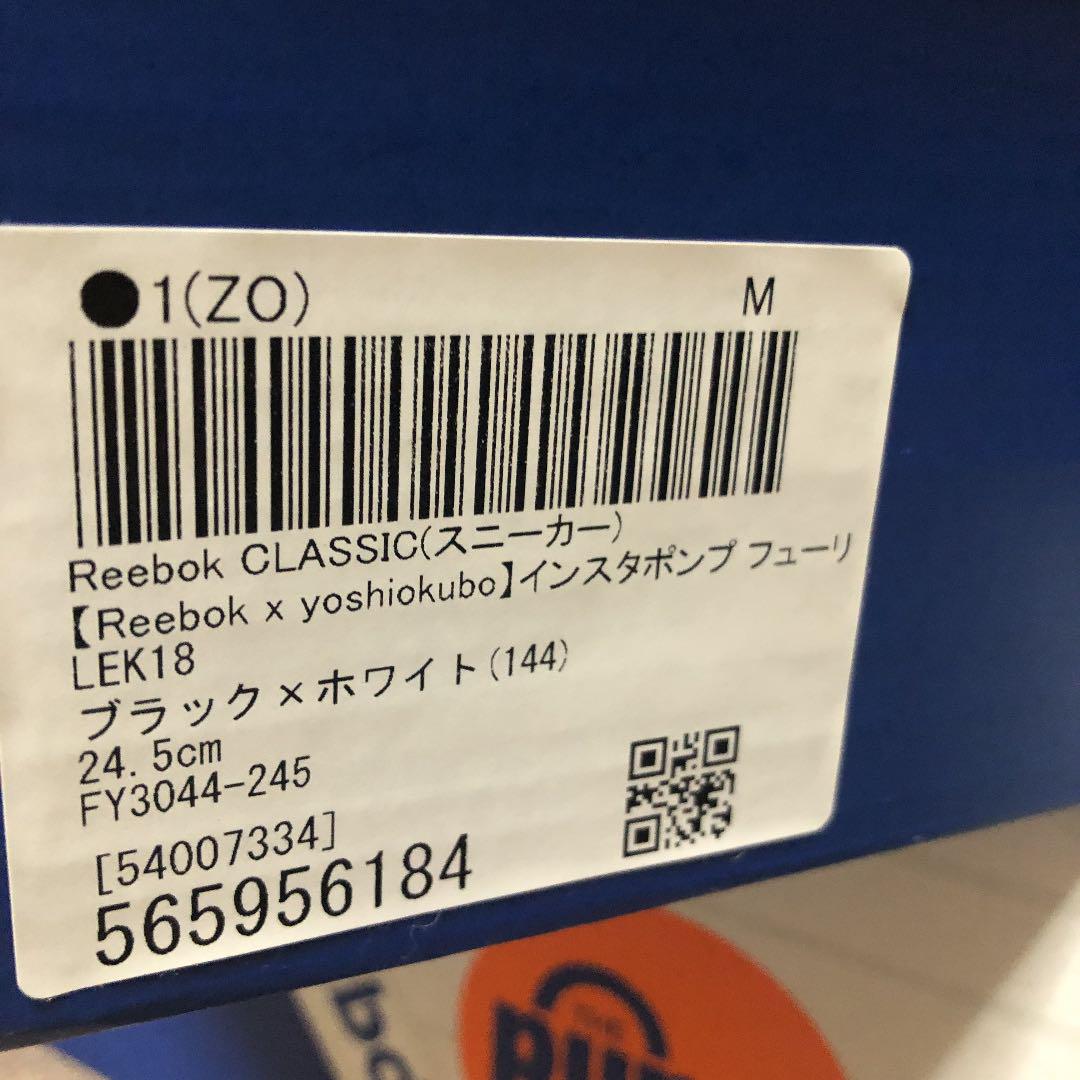 ●1(ZO) M
Reebok CLASSIC(スニーカー)
【Reebok x yoshiokubo】インスタポンプ フューリ
LEK18
ブラック×ホワイト(144)
24.5cm
FY3044-245
[54007334]
565956184